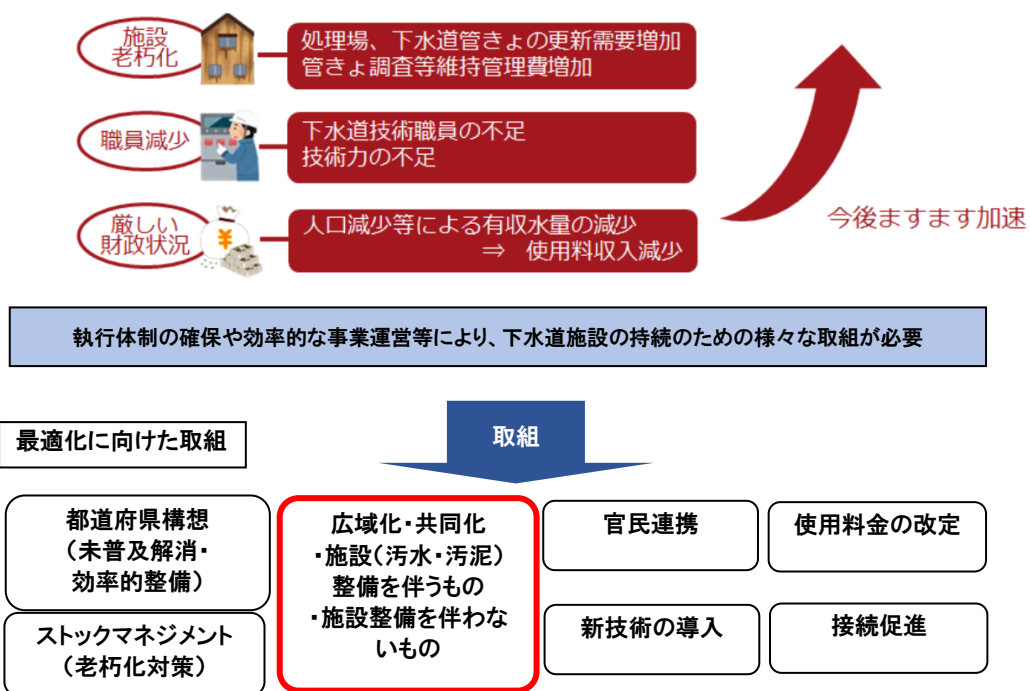 施設
老朽化
処理場、下水道管きょの更新需要増加
管きょ調査等維持管理費増加
職員減少
下水道技術職員の不足
技術力の不足
厳しい
財政状況
¥
人口減少等による有収水量の減少
⇒ 使用料収入減少
今後ますます加速
執行体制の確保や効率的な事業運営等により、下水道施設の持続のための様々な取組が必要
取組
最適化に向けた取組
都道府県構想
(未普及解消・
効率的整備)
ストックマネジメント
(老朽化対策)
広域化・共同化
・施設(汚水・汚泥)
整備を伴うもの
・施設整備を伴わな
いもの
官民連携
使用料金の改定
新技術の導入
接続促進